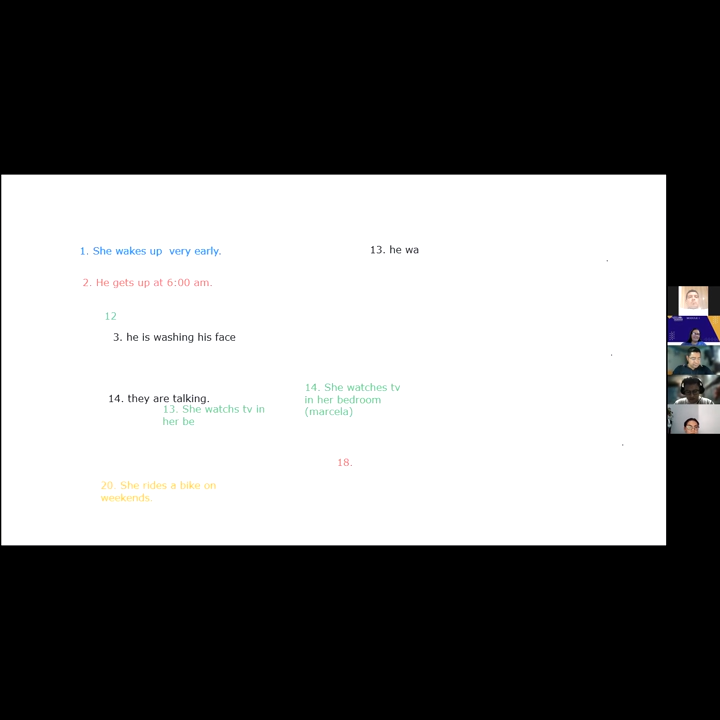 1. She wakes up  very early.
13. he wa
2. He gets up at 6:00 am.
12
3. he is washing his face
14. they are talking.
13. She watchs tv in
her be
14. She watches tv
in her bedroom
(marcela)
18.
20. She rides a bike on
weekends.